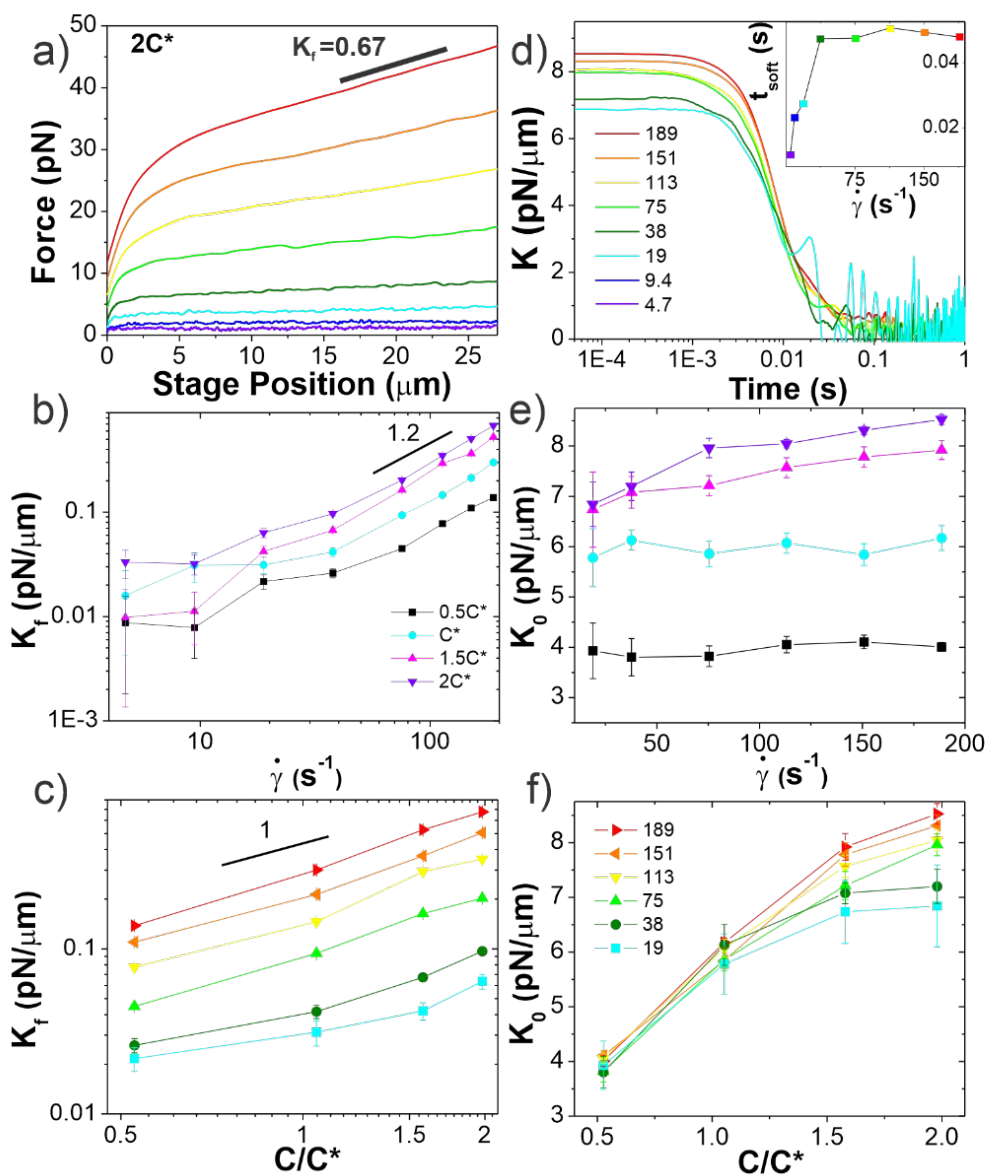 a)
2C*
K_f=0.67
Force (pN)
50
40
30
20
10
0
0
5
10
15
20
25
Stage Position (μm)
d)
K (pN/μm)
8
6
4
2
0
189
151
113
75
38
19
9.4
4.7
1E-4
1E-3
0.01
0.1
1
Time (s)
t_soft (s)
0.04
0.02
75
150
γ̇ (s⁻¹)
b)
K_f (pN/μm)
0.1
0.01
1E-3
1.2
0.5C*
C*
1.5C*
2C*
10
100
γ̇ (s⁻¹)
e)
K_0 (pN/μm)
8
7
6
5
4
3
50
100
150
200
γ̇ (s⁻¹)
c)
K_f (pN/μm)
0.1
0.01
1
0.5
1
1.5
2
C/C*
f)
K_0 (pN/μm)
8
7
6
5
4
3
189
151
113
75
38
19
0.5
1.0
1.5
2.0
C/C*